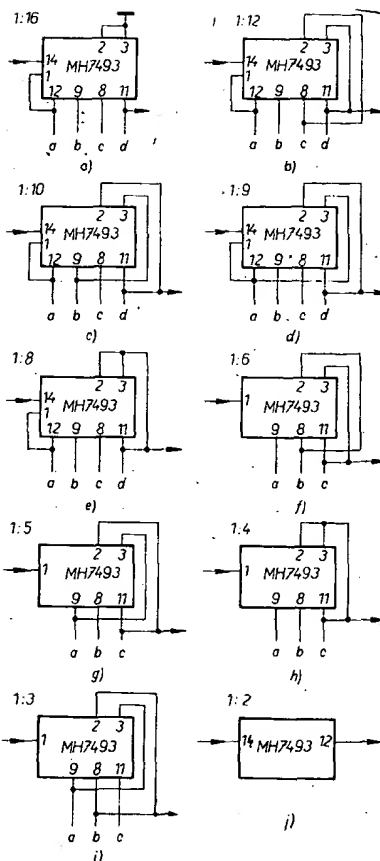 1:16
2 3
14 MH7493
1
12 9 8 11
a b c d
a)
1:12
2 3
14 MH7493
1
12 9 8 11
a b c d
b)
1:10
2 3
14 MH7493
1
12 9 8 11
a b c d
c)
1:9
2 3
14 MH7493
1
12 9 8 11
a b c d
d)
1:8
2 3
14 MH7493
1
12 9 8 11
a b c d
e)
1:6
2 3
1 MH7493
9 8 11
a b c
f)
1:5
2 3
1 MH7493
9 8 11
a b c
g)
1:4
2 3
1 MH7493
9 8 11
a b c
h)
1:3
2 3
1 MH7493
9 8 11
a b c
i)
1:2
14 MH7493 12
j)